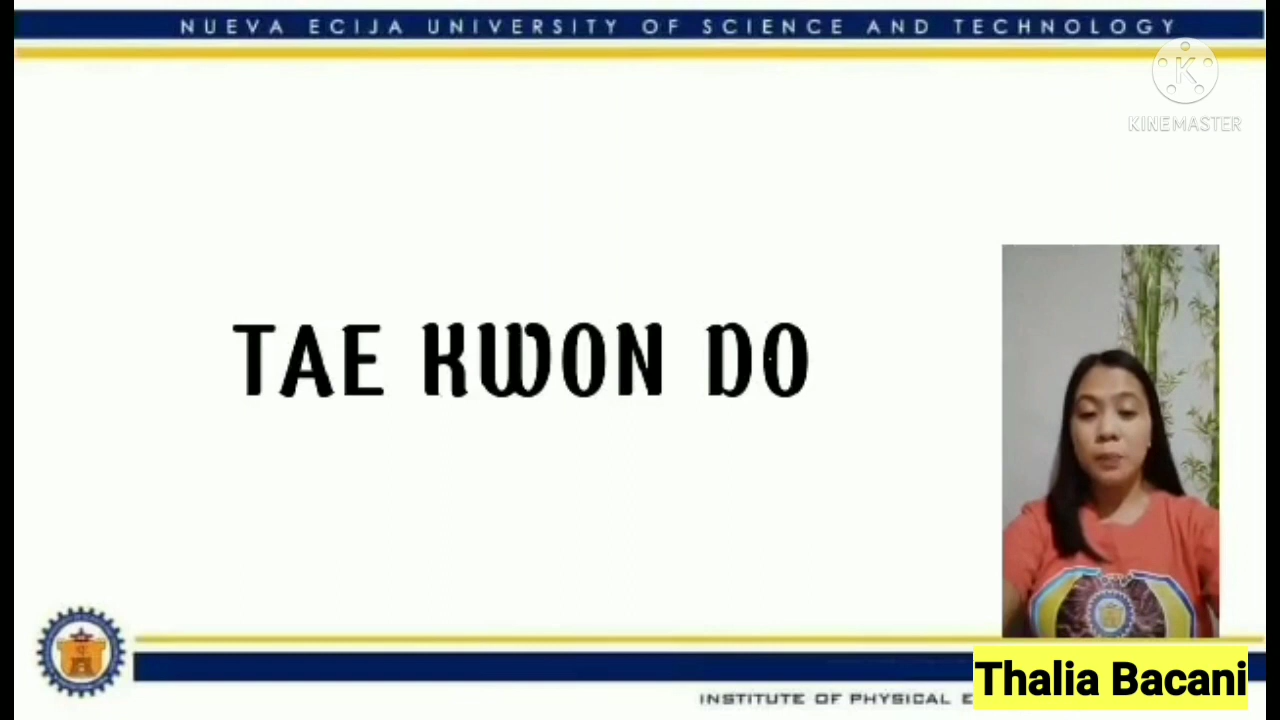 NUEVA ECIJA UNIVERSITY OF SCIENCE AND TECHNOLOGY
K
KINEMASTER
TAE KWON DO
Thalia Bacani
INSTITUTE OF PHYSICAL E